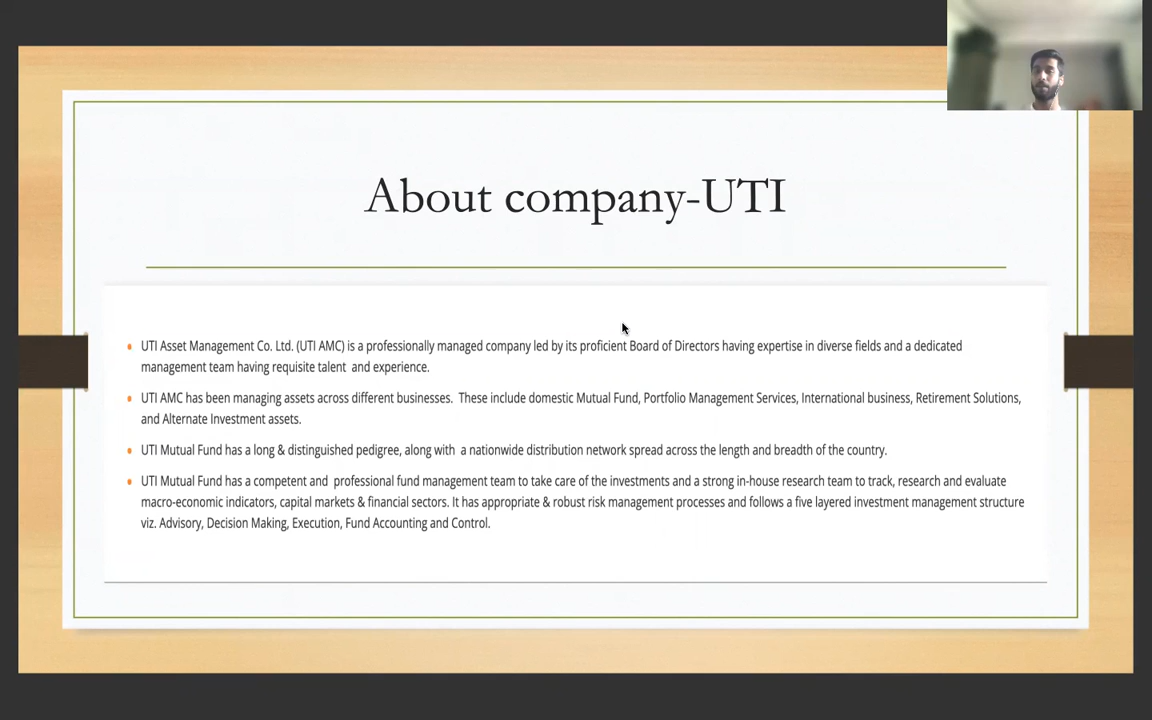 About company-UTI
UTI Asset Management Co. Ltd. (UTI AMC) is a professionally managed company led by its proficient Board of Directors having expertise in diverse fields and a dedicated
management team having requisite talent and experience.
UTI AMC has been managing assets across different businesses. These include domestic Mutual Fund, Portfolio Management Services, International business, Retirement Solutions,
and Alternate Investment assets.
UTI Mutual Fund has a long & distinguished pedigree, along with a nationwide distribution network spread across the length and breadth of the country.
UTI Mutual Fund has a competent and professional fund management team to take care of the investments and a strong in-house research team to track, research and evaluate
macro-economic indicators, capital markets & financial sectors. It has appropriate & robust risk management processes and follows a five layered investment management structure
viz. Advisory, Decision Making, Execution, Fund Accounting and Control.